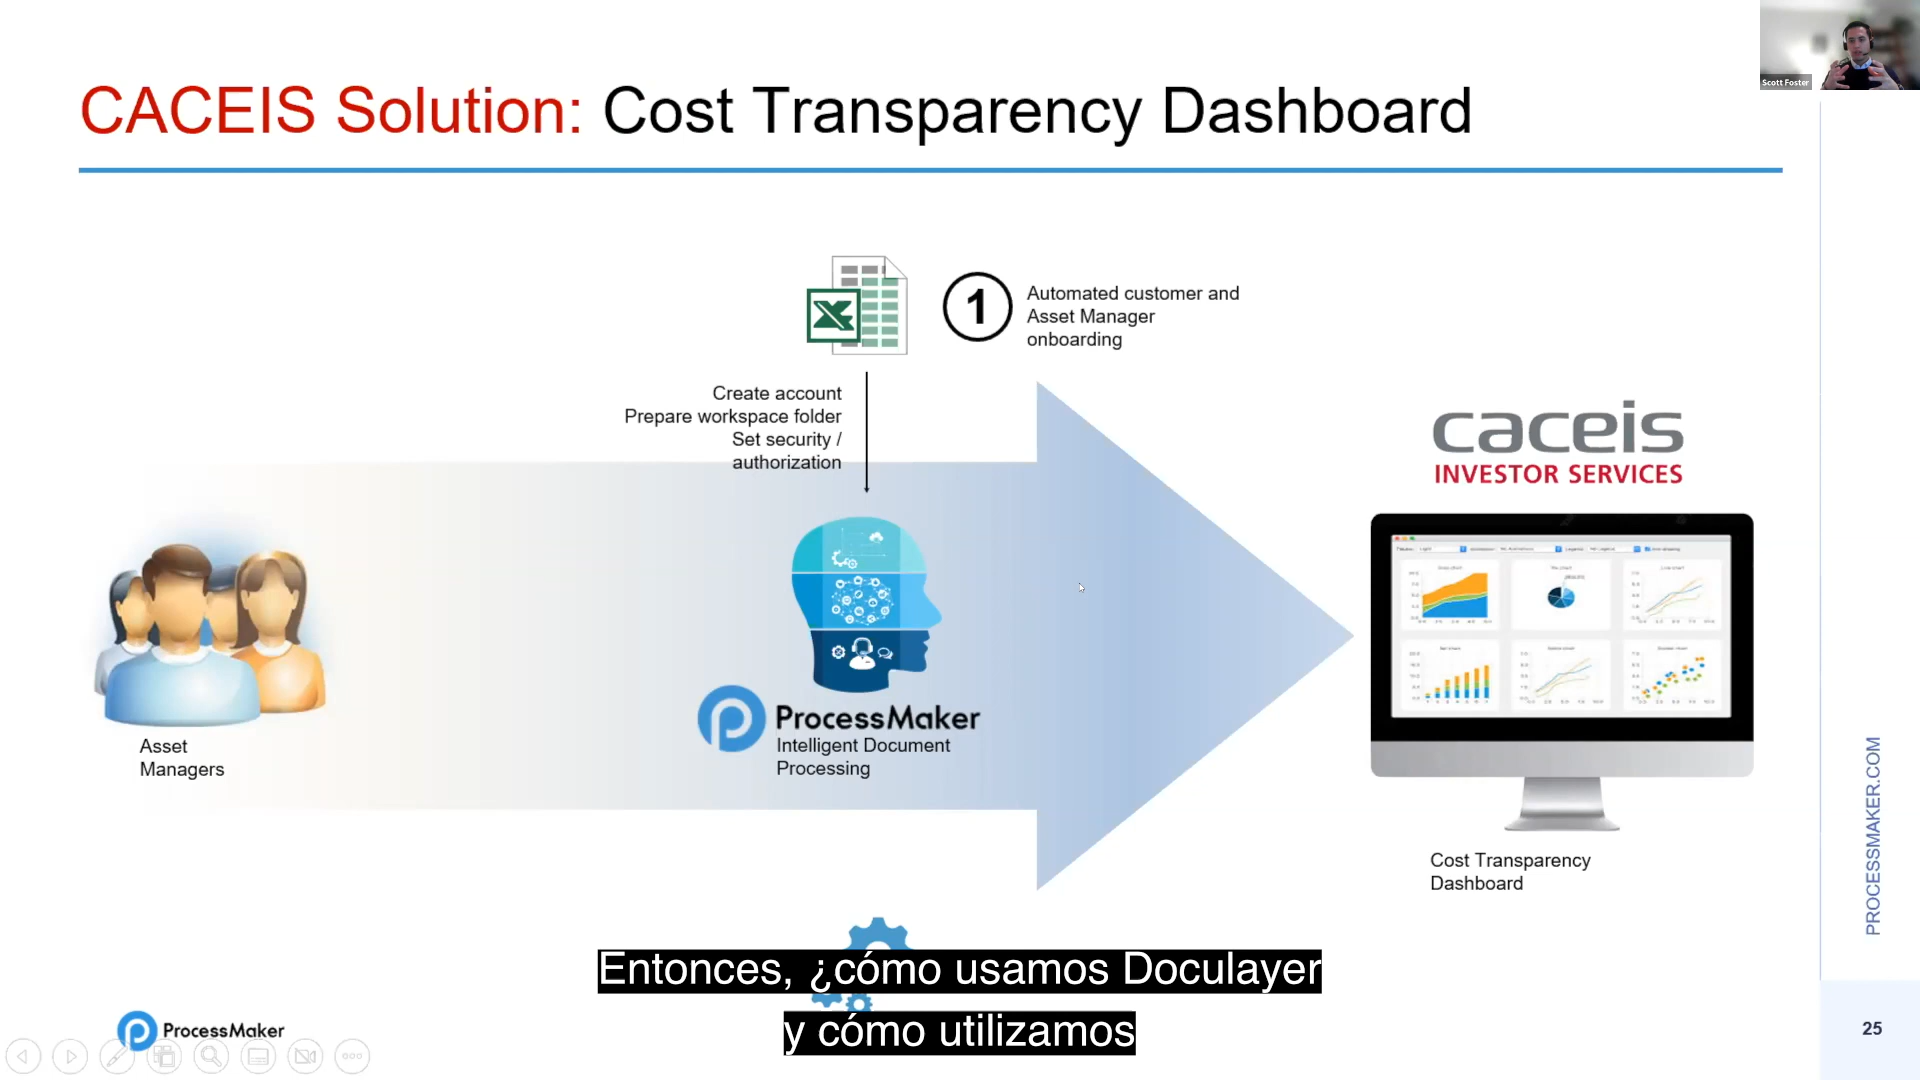 Scott Foster
CACEIS Solution: Cost Transparency Dashboard
1
Automated customer and
Asset Manager
onboarding
Create account
Prepare workspace folder
Set security /
authorization
caceis
INVESTOR SERVICES
ProcessMaker
Intelligent Document
Processing
Asset
Managers
Cost Transparency
Dashboard
PROCESSMAKER.COM
Entonces, ¿cómo usamos Doculayer
y cómo utilizamos
ProcessMaker
25